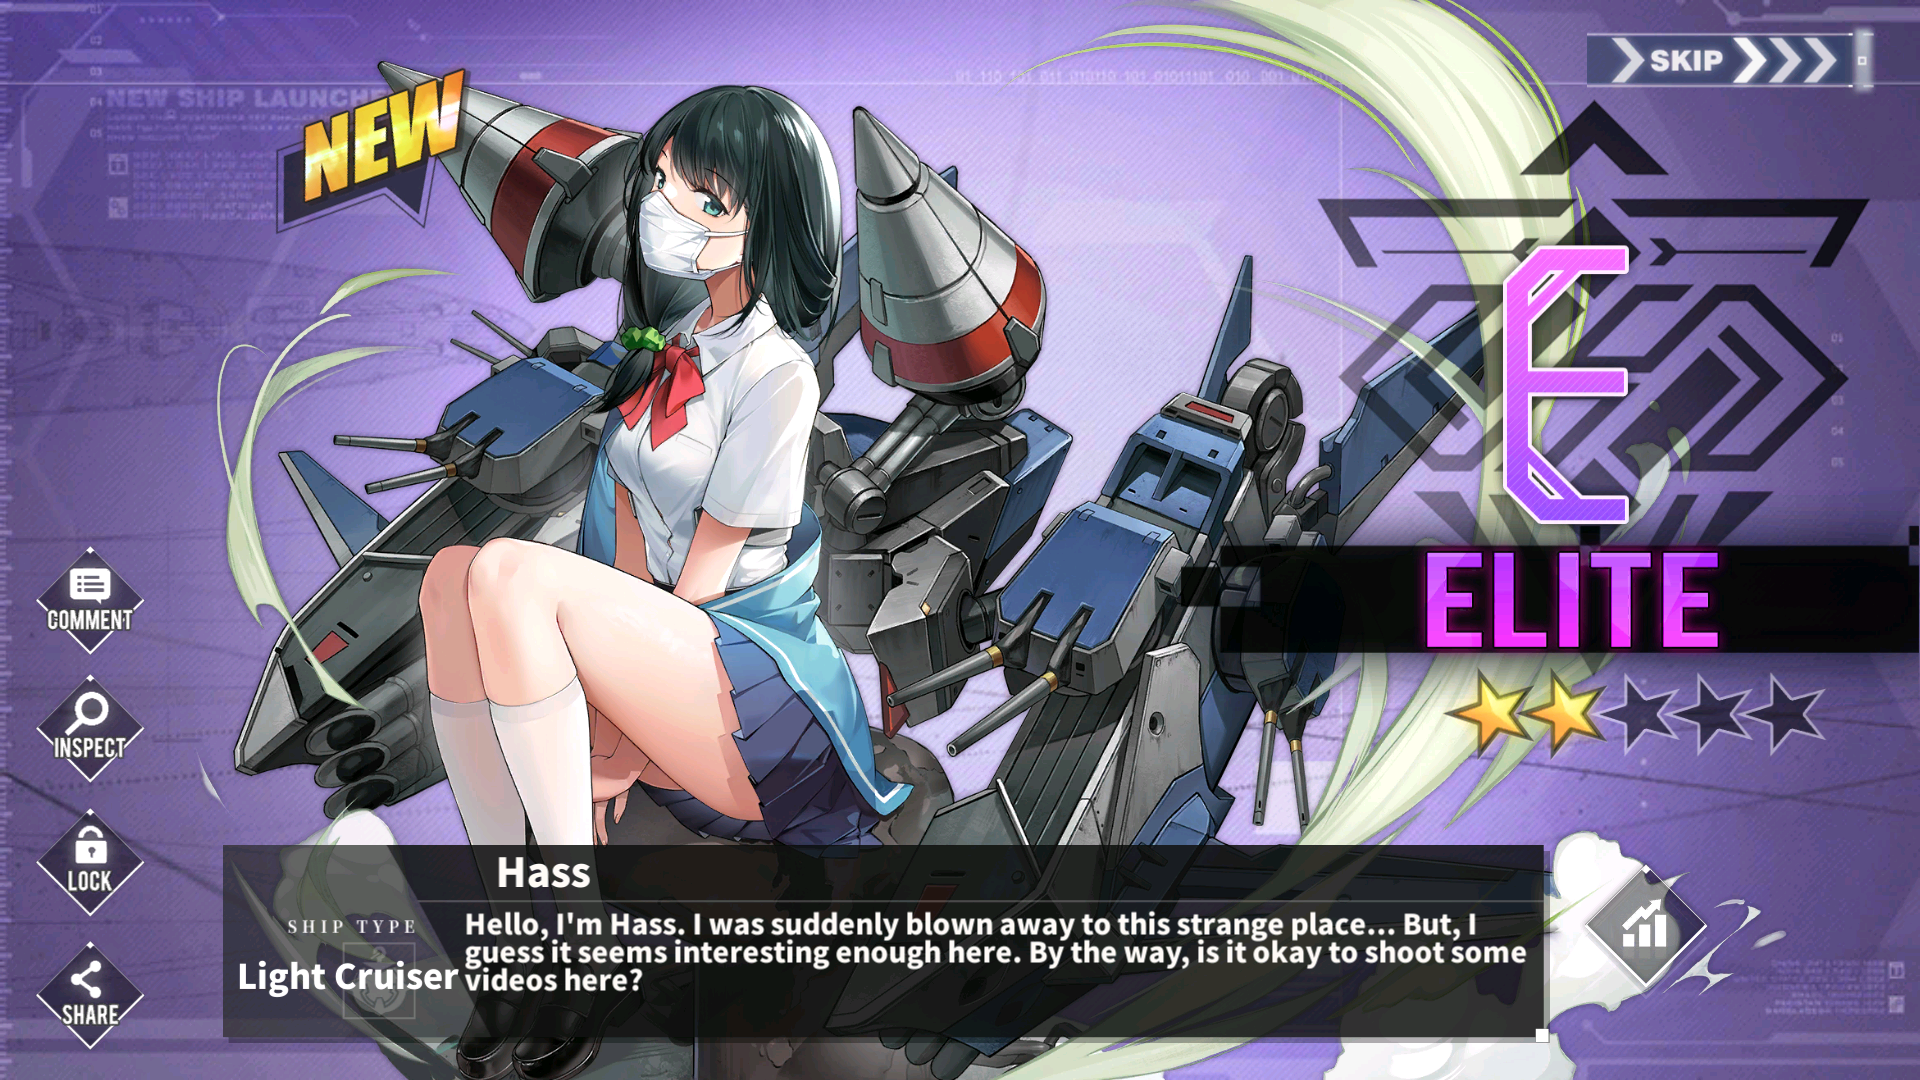 NEW SHIP LAUNCHE
NEW
SKIP
E
ELITE
COMMENT
INSPECT
LOCK
SHARE
Hass
SHIP TYPE
Light Cruiser
Hello, I'm Hass. I was suddenly blown away to this strange place... But, I
guess it seems interesting enough here. By the way, is it okay to shoot some
videos here?